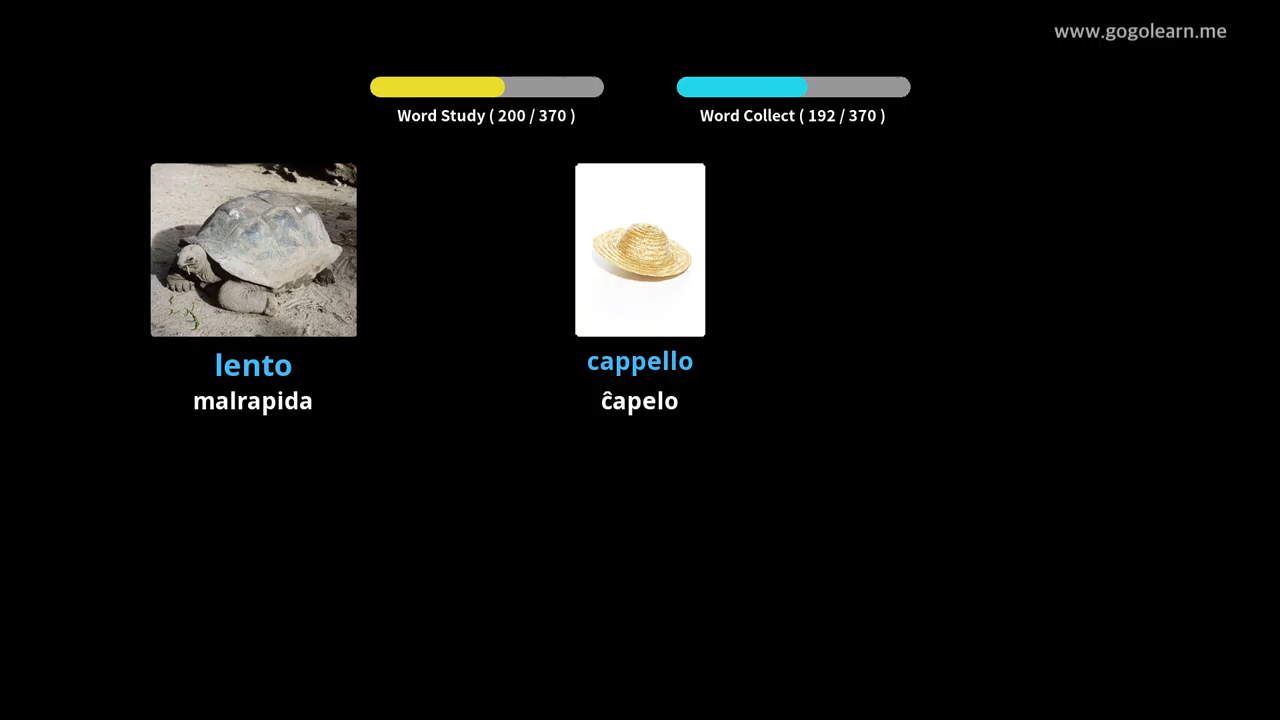 www.gogolearn.me
Word Study ( 200 / 370 )
Word Collect ( 192 / 370 )
lento
malrapida
cappello
ĉapelo